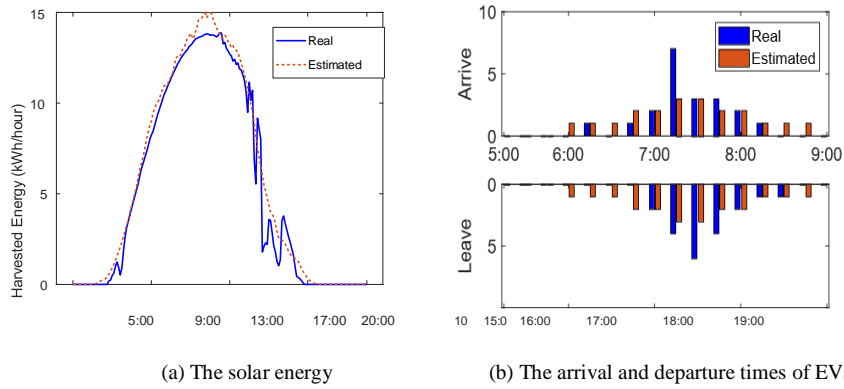 15
10
5
0
Harvested Energy (kWh/hour)
Real
Estimated
5:00 9:00 13:00 17:00 20:00
(a) The solar energy
10
5
0
Arrive
Real
Estimated
5:00 6:00 7:00 8:00 9:00
0
5
Leave
10 15:0 16:00 17:00 18:00 19:00
(b) The arrival and departure times of EV